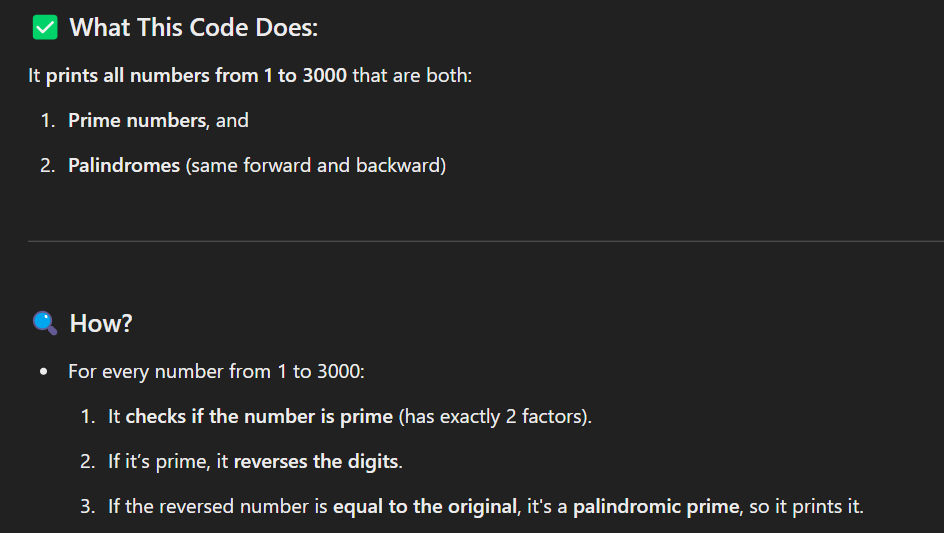 ✅ What This Code Does:
It prints all numbers from 1 to 3000 that are both:
1. Prime numbers, and
2. Palindromes (same forward and backward)
🔍 How?
• For every number from 1 to 3000:
1. It checks if the number is prime (has exactly 2 factors).
2. If it’s prime, it reverses the digits.
3. If the reversed number is equal to the original, it's a palindromic prime, so it prints it.